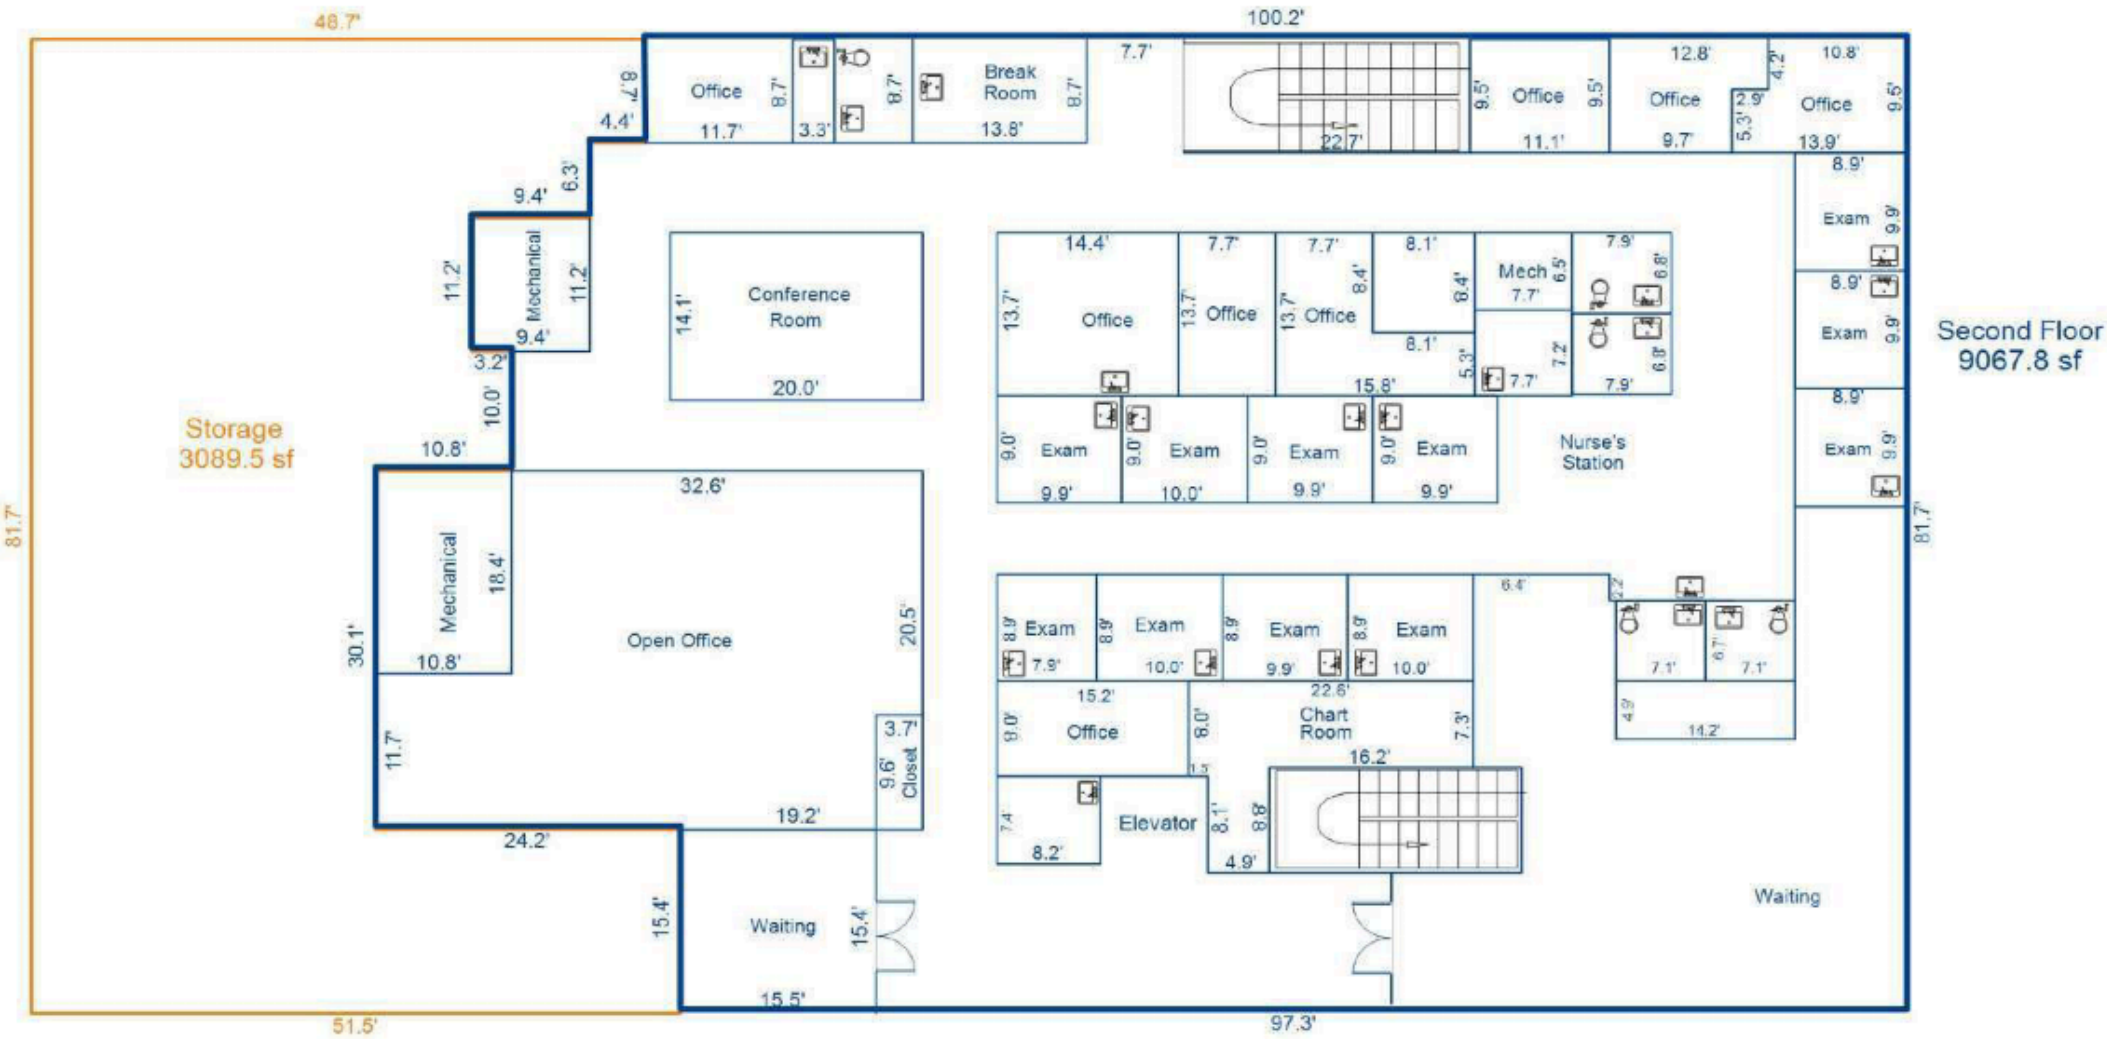 48.7'
100.2'
8.7'
4.4'
Office
8.7'
11.7'
3.3'
8.7'
Break
Room
8.7'
13.8'
7.7'
22.7'
9.5'
Office
9.5'
11.1'
12.8'
4.2'
Office
2.9'
5.3'
9.7'
10.8'
Office
9.5'
13.9'
6.3'
9.4'
11.2'
Mechanical
11.2'
9.4'
3.2'
10.0'
10.8'
14.1'
Conference
Room
20.0'
14.4'
13.7'
Office
7.7'
13.7'
Office
7.7'
13.7'
Office
8.4'
15.8'
8.1'
8.4'
8.1'
5.3'
Mech
6.5'
7.7'
7.2'
7.7'
7.9'
6.8'
6.8'
7.9'
8.9'
Exam
9.9'
8.9'
Exam
9.9'
8.9'
Exam
9.9'
Second Floor
9067.8 sf
Storage
3089.5 sf
81.7'
81.7'
9.0'
Exam
9.9'
9.0'
Exam
10.0'
9.0'
Exam
9.9'
9.0'
Exam
9.9'
Nurse's
Station
32.6'
Mechanical
18.4'
10.8'
30.1'
11.7'
Open Office
20.5'
3.7'
9.6'
Closet
19.2'
24.2'
8.9'
Exam
7.9'
8.9'
Exam
10.0'
8.9'
Exam
9.9'
8.9'
Exam
10.0'
6.4'
2.2'
7.1'
6.7'
7.1'
4.9'
14.2'
15.2'
8.0'
Office
8.0'
22.6'
Chart
Room
7.3'
16.2'
1.5'
7.4'
8.2'
Elevator
8.1'
8.8'
4.9'
15.4'
Waiting
15.4'
15.5'
Waiting
51.5'
97.3'